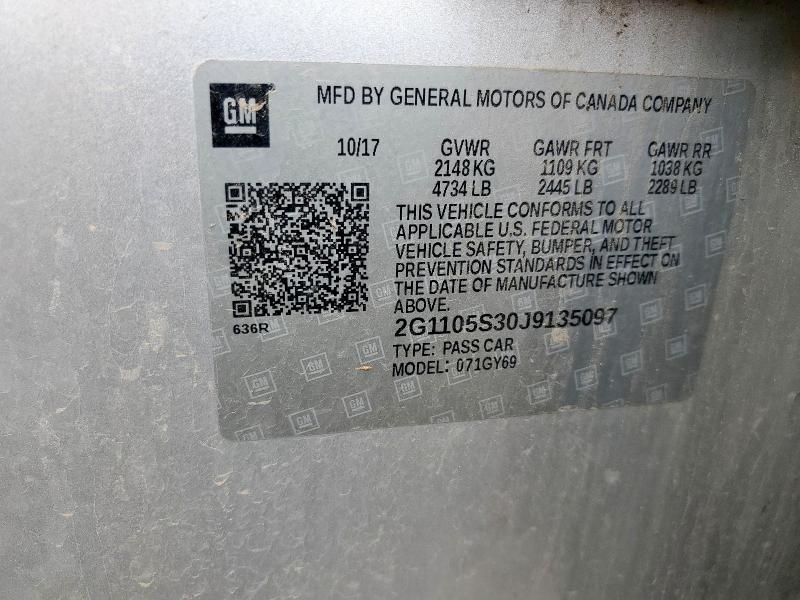 GM
MFD BY GENERAL MOTORS OF CANADA COMPANY
10/17 GVWR GAWR FRT GAWR RR
2148 KG 1109 KG 1038 KG
4734 LB 2445 LB 2289 LB
THIS VEHICLE CONFORMS TO ALL
APPLICABLE U.S. FEDERAL MOTOR
VEHICLE SAFETY, BUMPER, AND THEFT
PREVENTION STANDARDS IN EFFECT ON
THE DATE OF MANUFACTURE SHOWN
ABOVE.
636R
2G1105S30J9135097
TYPE: PASS CAR
MODEL: 071GY69